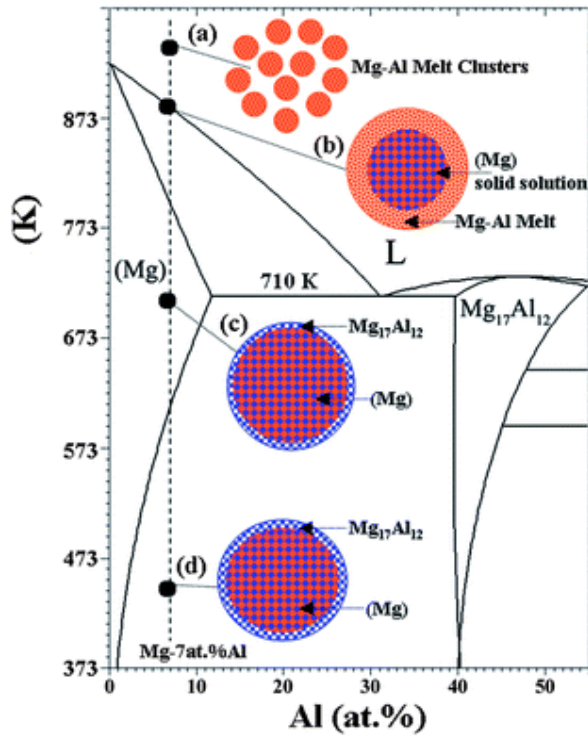 (a)
Mg-Al Melt Clusters
873
(b)
(Mg)
solid solution
(K)
773
Mg-Al Melt
L
(Mg)
710 K
Mg₁₇Al₁₂
Mg₁₇Al₁₂
673
(c)
(Mg)
573
Mg₁₇Al₁₂
473
(d)
(Mg)
Mg-7at.%Al
373
0
10
20
30
40
50
Al (at.%)